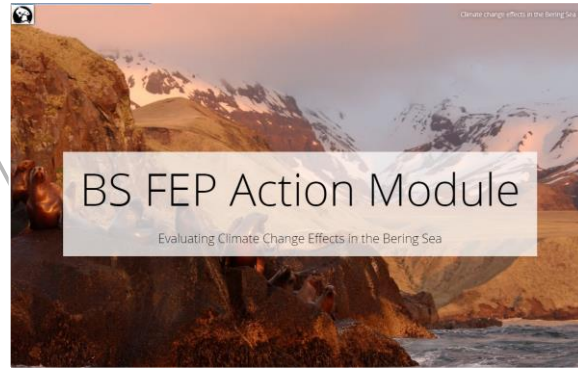 Climate change effects in the Bering Sea
BS FEP Action Module
Evaluating Climate Change Effects in the Bering Sea